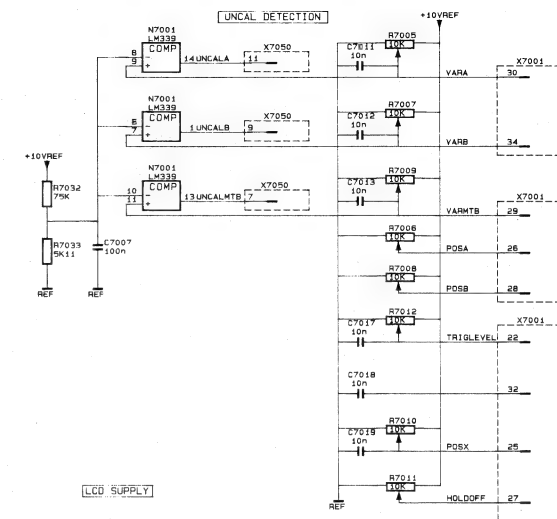 UNCAL DETECTION
+10VREF
N7001
LM339
COMP
8
9
-
+
14 UNCALA
X7050
11
C7011
10n
R7005
10K
VARA
X7001
30
N7001
LM339
COMP
6
7
-
+
1 UNCALB
X7050
9
C7012
10n
R7007
10K
VARB
34
+10VREF
R7032
75K
N7001
LM339
COMP
10
11
-
+
13 UNCALMTB
X7050
7
C7013
10n
R7009
10K
VARMTB
X7001
29
R7006
10K
POSA
26
R7033
5K11
C7007
100n
REF
REF
R7008
10K
POSB
28
C7017
10n
R7012
10K
TRIGLEVEL
X7001
22
C7018
10n
32
C7019
10n
R7010
10K
POSX
25
LCD SUPPLY
REF
R7011
10K
HOLDOFF
27